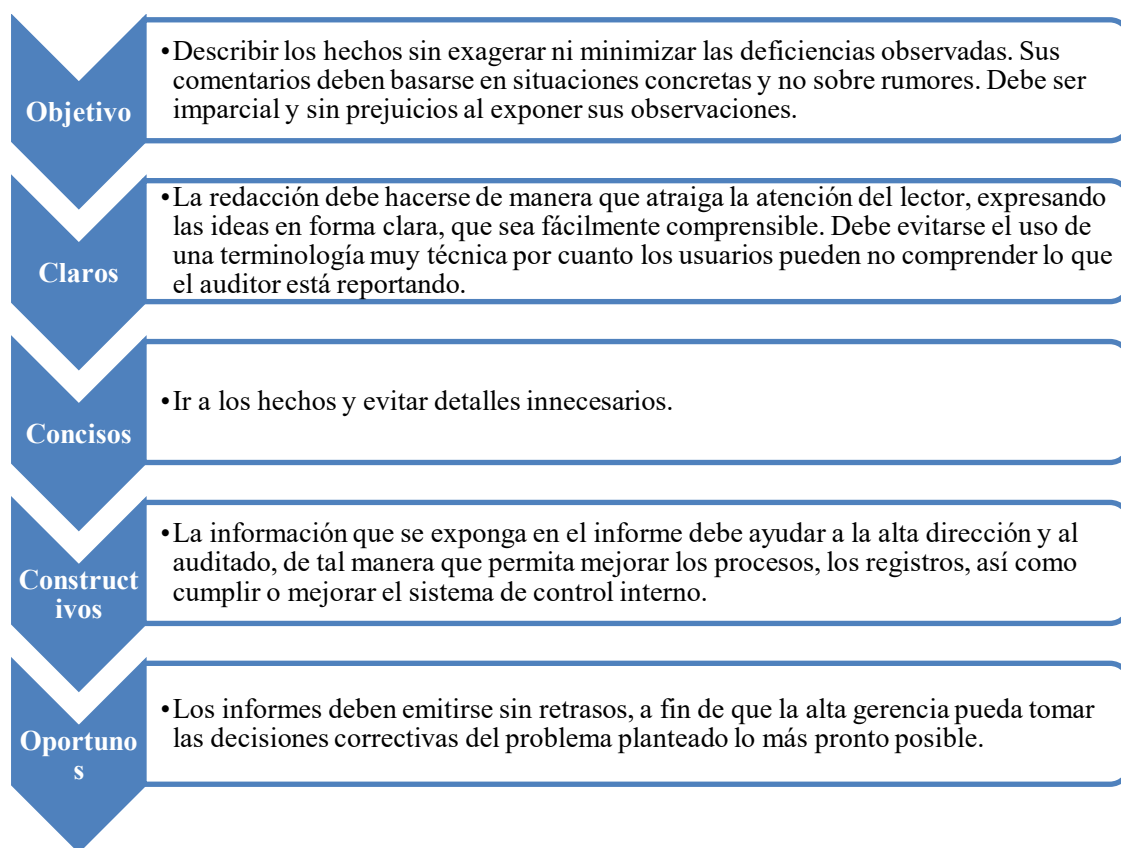 Objetivo
•Describir los hechos sin exagerar ni minimizar las deficiencias observadas. Sus
comentarios deben basarse en situaciones concretas y no sobre rumores. Debe ser
imparcial y sin prejuicios al exponer sus observaciones.
Claros
•La redacción debe hacerse de manera que atraiga la atención del lector, expresando
las ideas en forma clara, que sea fácilmente comprensible. Debe evitarse el uso de
una terminología muy técnica por cuanto los usuarios pueden no comprender lo que
el auditor está reportando.
Concisos
•Ir a los hechos y evitar detalles innecesarios.
Construct
ivos
•La información que se exponga en el informe debe ayudar a la alta dirección y al
auditado, de tal manera que permita mejorar los procesos, los registros, así como
cumplir o mejorar el sistema de control interno.
Oportuno
s
•Los informes deben emitirse sin retrasos, a fin de que la alta gerencia pueda tomar
las decisiones correctivas del problema planteado lo más pronto posible.